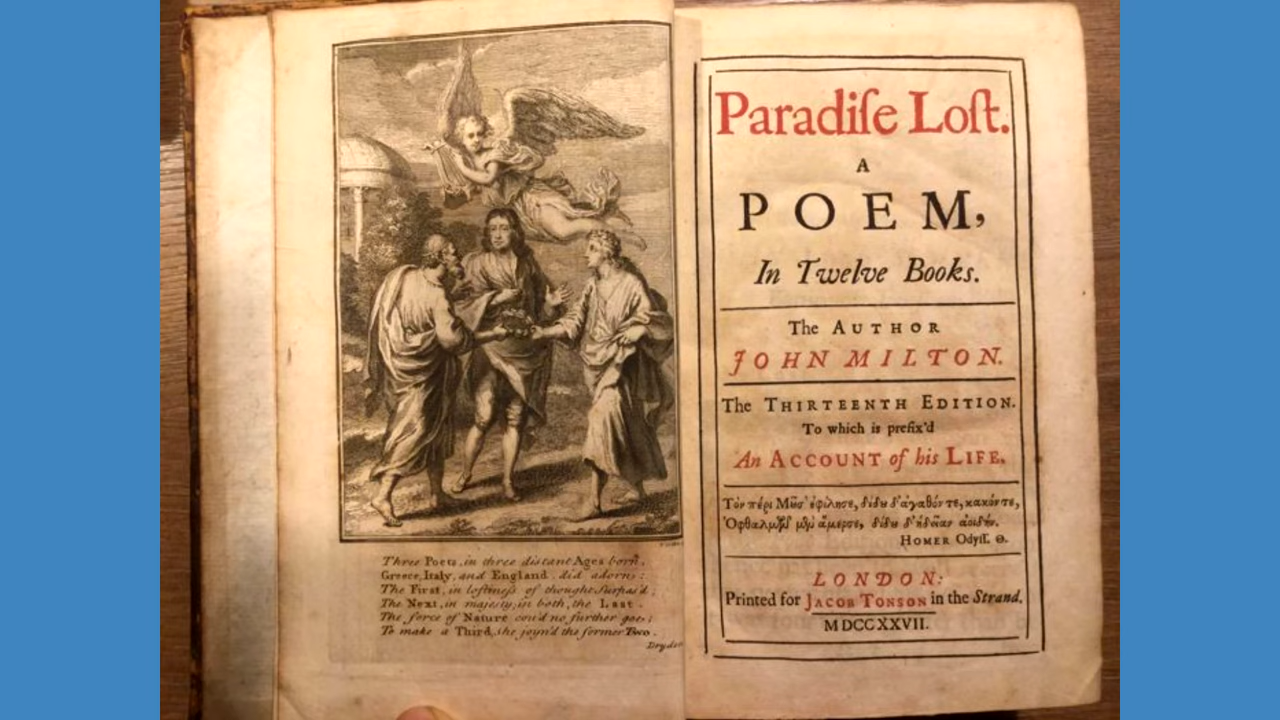 Three Poets, in three distant Ages born,
Greece, Italy, and England, did adorn:
The First, in loftiness of thought Surpass'd;
The Next, in majesty; in both, the Last.
The force of Nature cou'd no further goe;
To make a Third, she joyn'd the former Two.
Dryden
Paradiſe Loſt.
A
POEM,
In Twelve Books.
The AUTHOR
JOHN MILTON.
The THIRTEENTH EDITION.
To which is prefix'd
An ACCOUNT of his LIFE.
Τὸν πέρι Μοῦσ' ἐφίλησε, δίδου δ' ἀγαθόν τε, κακόν τε,
Ὀφθαλμῶν μὲν ἄμερσε, δίδου δ' ἡδεῖαν ἀοιδήν.
HOMER Odyſſ. Θ.
LONDON:
Printed for JACOB TONSON in the Strand.
MDCCXXVII.